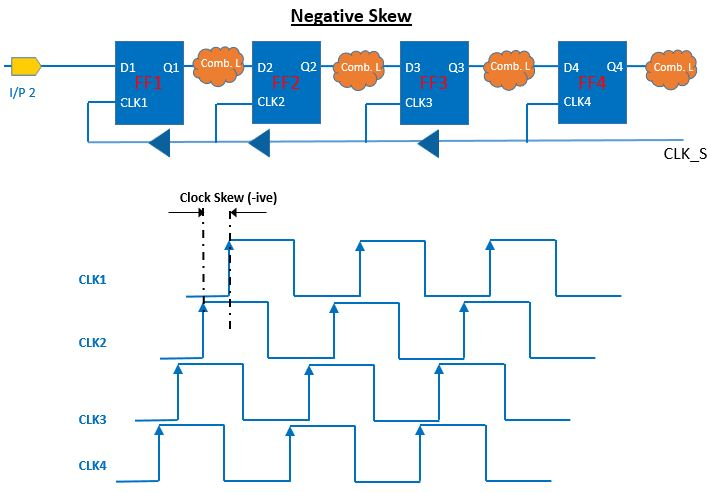 Negative Skew
D1 Q1 Comb. L D2 Q2 Comb. L D3 Q3 Comb. L D4 Q4 Comb. L
FF1 FF2 FF3 FF4
I/P 2
CLK1 CLK2 CLK3 CLK4
CLK_S
Clock Skew (-ive)
CLK1
CLK2
CLK3
CLK4